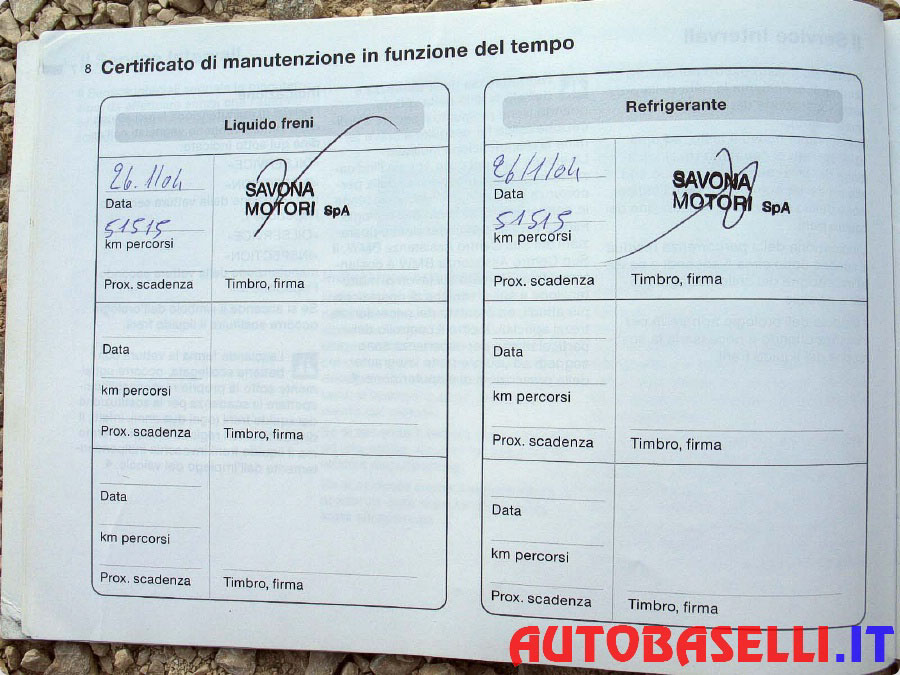 8 Certificato di manutenzione in funzione del tempo
Liquido freni
26.1/04
Data
51515
km percorsi
Prox. scadenza
SAVONA
MOTORI SpA
Timbro, firma
Data
km percorsi
Prox. scadenza
Timbro, firma
Data
km percorsi
Prox. scadenza
Timbro, firma
Refrigerante
26/1/04
Data
51515
km percorsi
Prox. scadenza
SAVONA
MOTORI SpA
Timbro, firma
Data
km percorsi
Prox. scadenza
Timbro, firma
Data
km percorsi
Prox. scadenza
Timbro, firma
AUTOBASELLI.IT